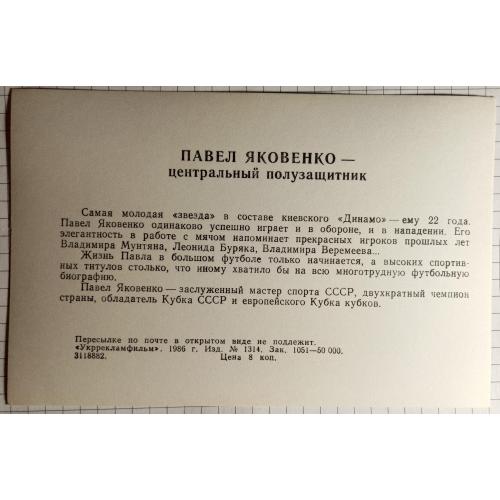 ПАВЕЛ ЯКОВЕНКО —
центральный полузащитник
Самая молодая «звезда» в составе киевского «Динамо» — ему 22 года.
Павел Яковенко одинаково успешно играет и в обороне, и в нападении. Его
элегантность в работе с мячом напоминает прекрасных игроков прошлых лет
Владимира Мунтяна, Леонида Буряка, Владимира Веремеева...
Жизнь Павла в большом футболе только начинается, а высоких спортив-
ных титулов столько, что иному хватило бы на всю многотрудную футбольную
биографию.
Павел Яковенко — заслуженный мастер спорта СССР, двухкратный чемпион
страны, обладатель Кубка СССР и европейского Кубка кубков.
Пересылке по почте в открытом виде не подлежит.
«Укррекламфильм». 1986 г. Изд. № 1314. Зак. 1051—50 000.
3118882. Цена 8 коп.